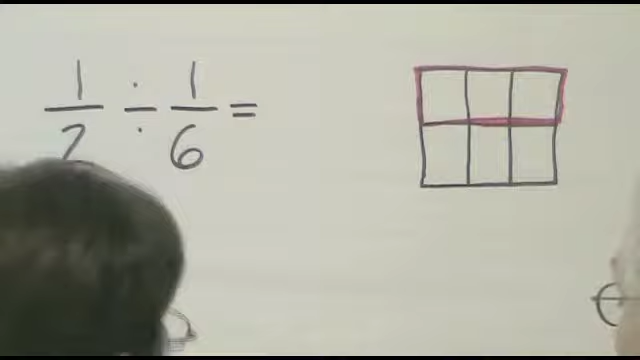 1/2 ÷ 1/6 =